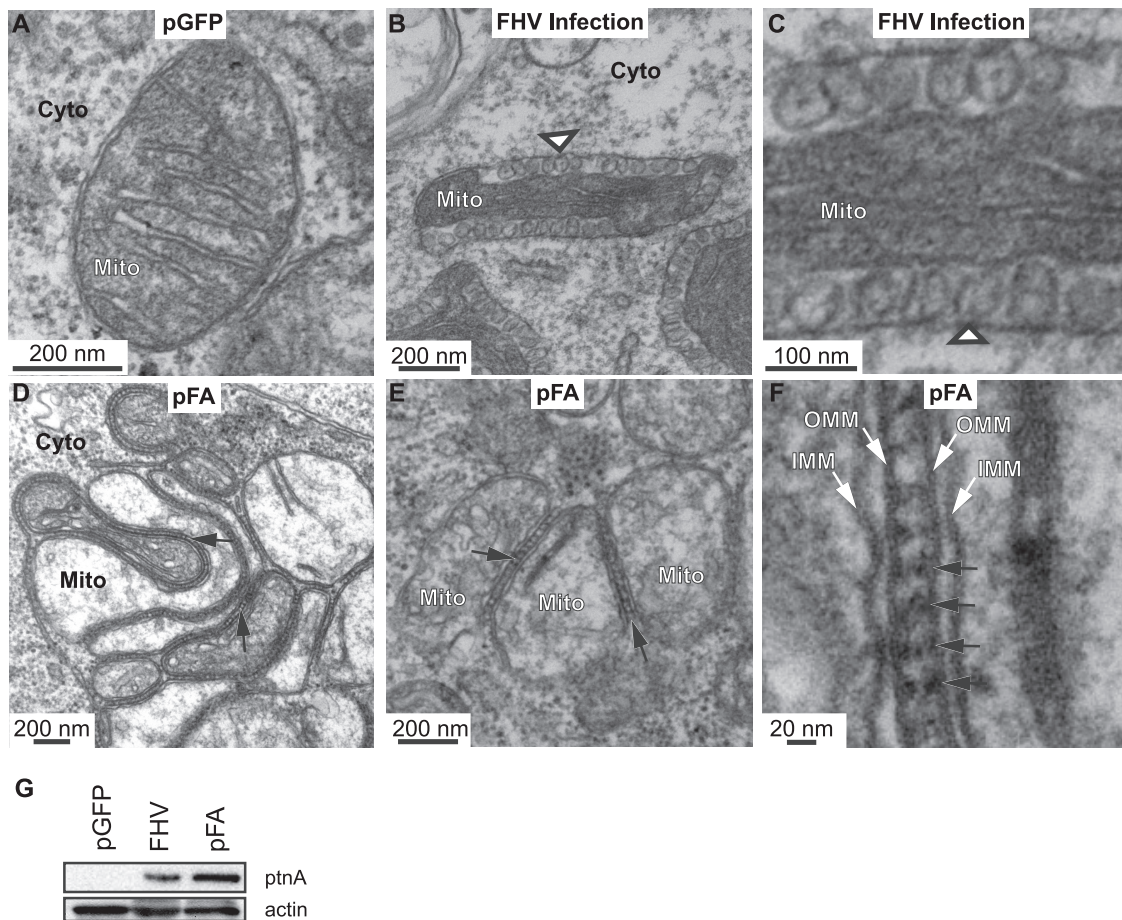 A
pGFP
Cyto
Mito
200 nm
B
FHV Infection
Cyto
Mito
200 nm
C
FHV Infection
Mito
100 nm
D
pFA
Cyto
Mito
200 nm
E
pFA
Mito
Mito
Mito
200 nm
F
pFA
OMM
OMM
IMM
IMM
20 nm
G
pGFP
FHV
pFA
ptnA
actin